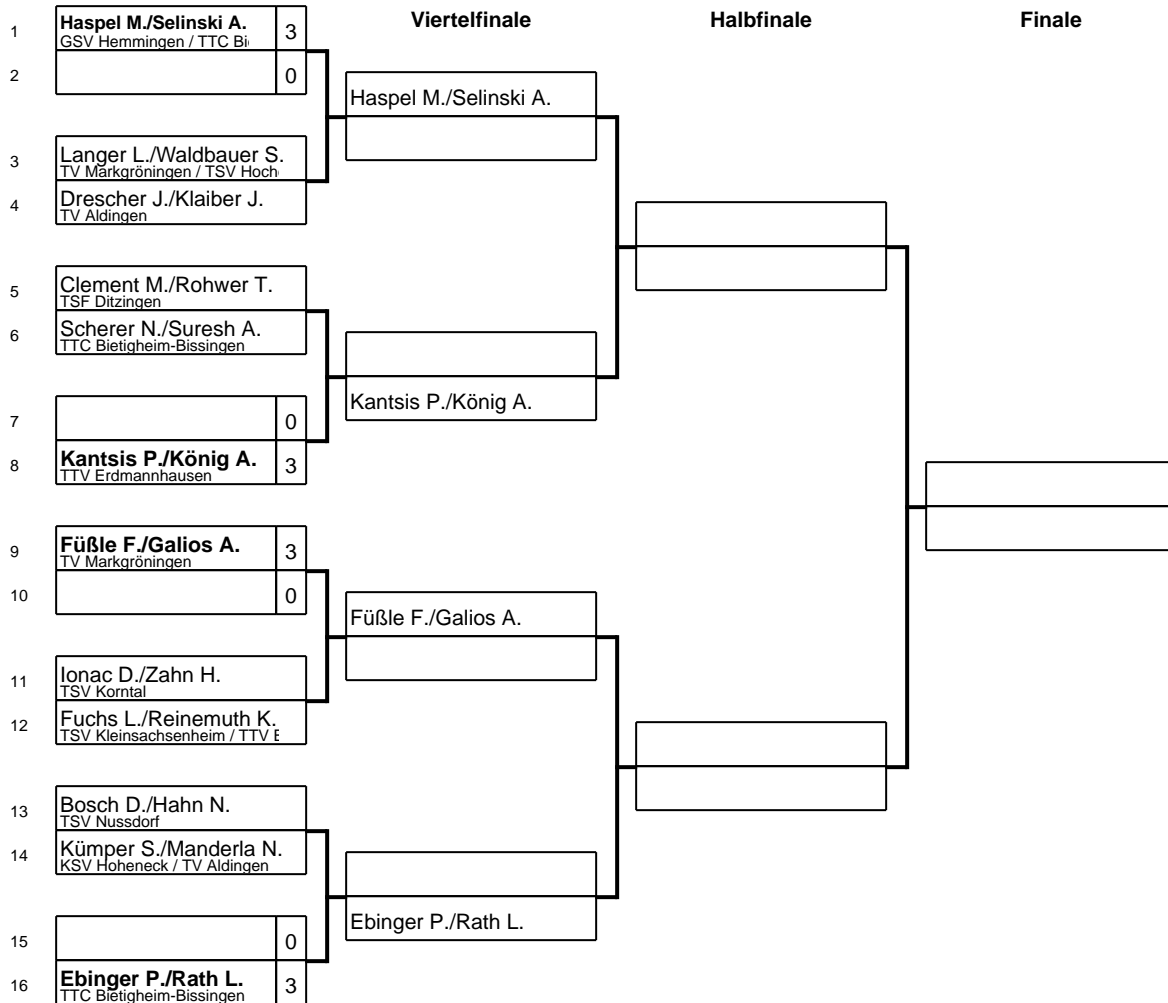 Viertelfinale Halbfinale Finale
1 Haspel M./Selinski A. 3
GSV Hemmingen / TTC Bi
2 0
Haspel M./Selinski A.
3 Langer L./Waldbauer S.
TV Markgröningen / TSV Hoch
4 Drescher J./Klaiber J.
TV Aldingen
5 Clement M./Rohwer T.
TSF Ditzingen
6 Scherer N./Suresh A.
TTC Bietigheim-Bissingen
Kantsis P./König A.
7 0
8 Kantsis P./König A. 3
TTV Erdmannhausen
9 Füßle F./Galios A. 3
TV Markgröningen
10 0
Füßle F./Galios A.
11 Ionac D./Zahn H.
TSV Korntal
12 Fuchs L./Reinemuth K.
TSV Kleinsachsenheim / TTV E
13 Bosch D./Hahn N.
TSV Nussdorf
14 Kümper S./Manderla N.
KSV Hoheneck / TV Aldingen
Ebinger P./Rath L.
15 0
16 Ebinger P./Rath L. 3
TTC Bietigheim-Bissingen